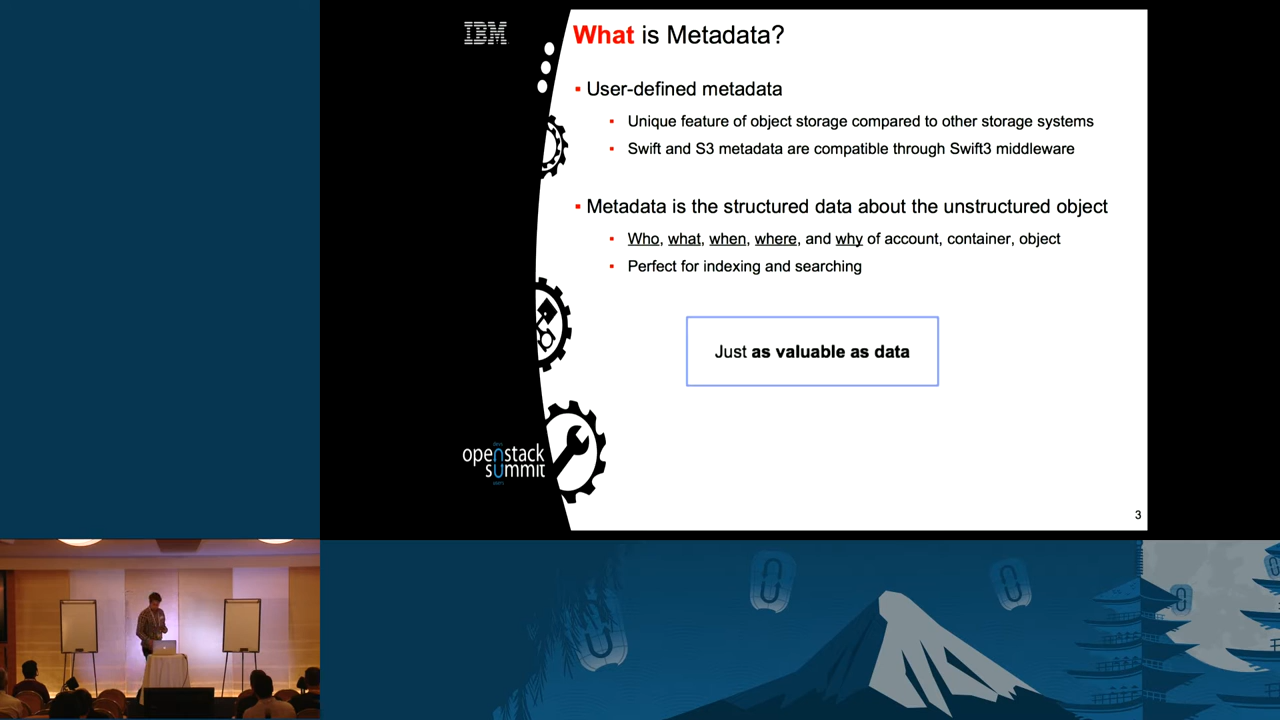 IBM
What is Metadata?
User-defined metadata
Unique feature of object storage compared to other storage systems
Swift and S3 metadata are compatible through Swift3 middleware
Metadata is the structured data about the unstructured object
Who, what, when, where, and why of account, container, object
Perfect for indexing and searching
Just as valuable as data
openstack
summit
3